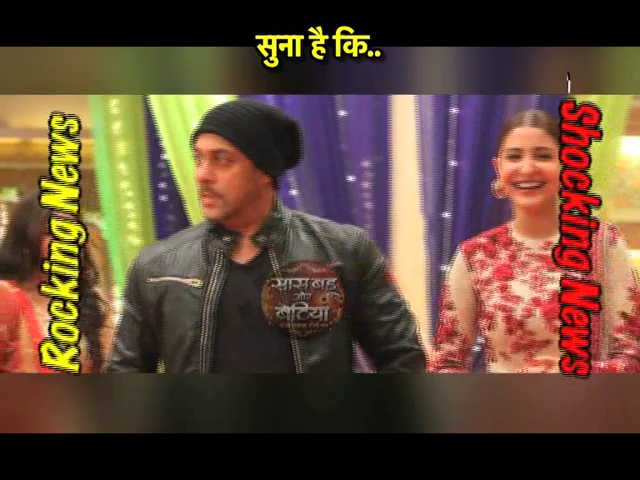 सुना है कि..
Rocking News
Shocking News
सास बहू
और
बेटियां